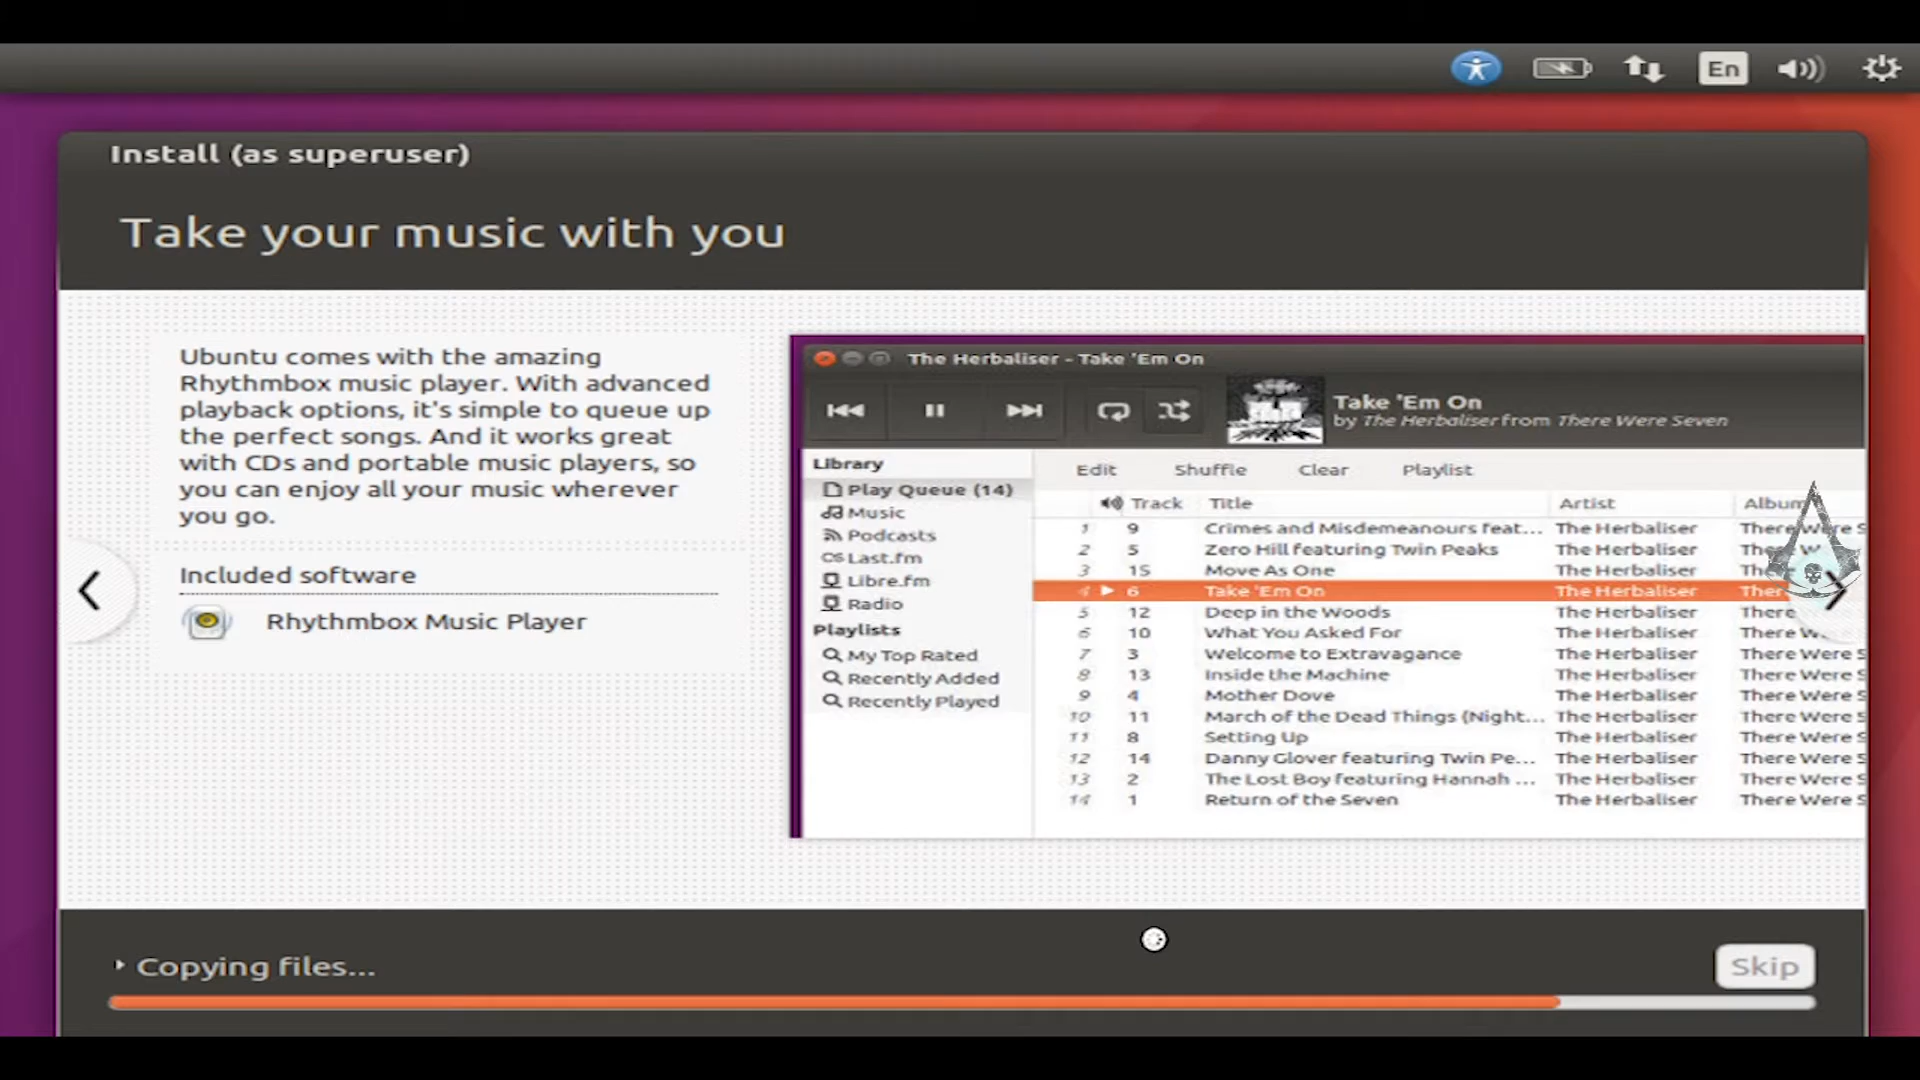 En
Install (as superuser)
Take your music with you
Ubuntu comes with the amazing
Rhythmbox music player. With advanced
playback options, it's simple to queue up
the perfect songs. And it works great
with CDs and portable music players, so
you can enjoy all your music wherever
you go.
Included software
Rhythmbox Music Player
The Herbaliser - Take 'Em On
Take 'Em On
by The Herbaliser from There Were Seven
Library
Play Queue (14)
Music
Podcasts
Last.fm
Libre.fm
Radio
Playlists
My Top Rated
Recently Added
Recently Played
Edit Shuffle Clear Playlist
Track Title Artist Album
1 9 Crimes and Misdemeanours feat... The Herbaliser There Were S
2 5 Zero Hill featuring Twin Peaks The Herbaliser There W
3 15 Move As One The Herbaliser There
4 6 Take 'Em On The Herbaliser Ther
5 12 Deep in the Woods The Herbaliser There
6 10 What You Asked For The Herbaliser There W
7 3 Welcome to Extravagance The Herbaliser There Were S
8 13 Inside the Machine The Herbaliser There Were S
9 4 Mother Dove The Herbaliser There Were S
10 11 March of the Dead Things (Night... The Herbaliser There Were S
11 8 Setting Up The Herbaliser There Were S
12 14 Danny Glover featuring Twin Pe... The Herbaliser There Were S
13 2 The Lost Boy featuring Hannah ... The Herbaliser There Were S
14 1 Return of the Seven The Herbaliser There Were S
Copying files...
Skip